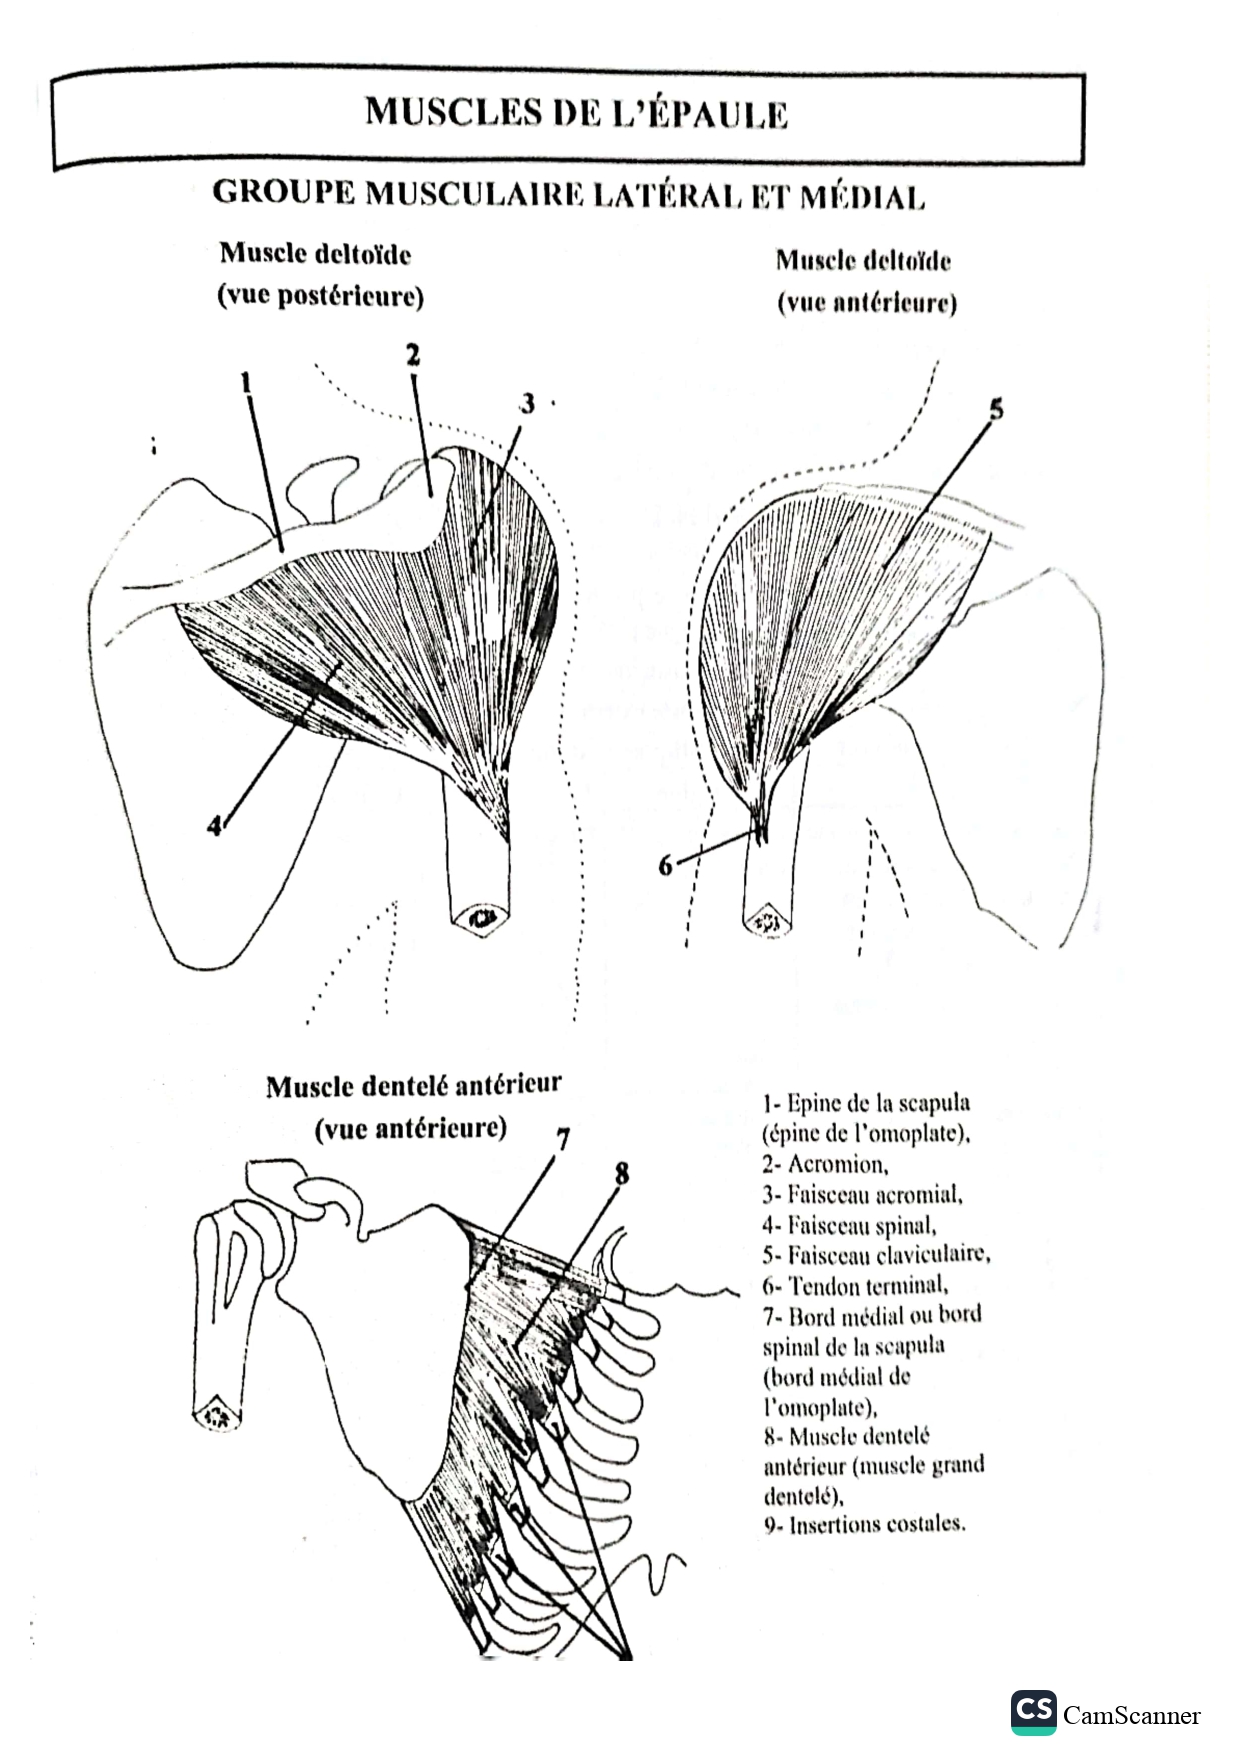 MUSCLES DE L'ÉPAULE
GROUPE MUSCULAIRE LATÉRAL ET MÉDIAL
Muscle deltoïde
(vue postérieure)
Muscle deltoïde
(vue antérieure)
1
2
3
4
5
6
Muscle dentelé antérieur
(vue antérieure)
7
8
1- Epine de la scapula
(épine de l'omoplate),
2- Acromion,
3- Faisceau acromial,
4- Faisceau spinal,
5- Faisceau claviculaire,
6- Tendon terminal,
7- Bord médial ou bord
spinal de la scapula
(bord médial de
l'omoplate),
8- Muscle dentelé
antérieur (muscle grand
dentelé),
9- Insertions costales.
CS CamScanner